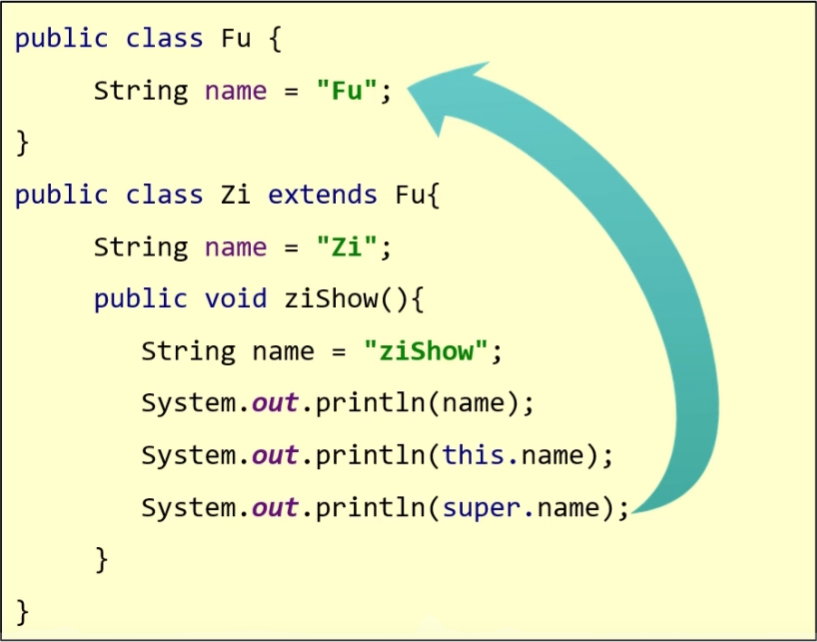 public class Fu {
String name = "Fu";
}
public class Zi extends Fu{
String name = "Zi";
public void ziShow(){
String name = "ziShow";
System.out.println(name);
System.out.println(this.name);
System.out.println(super.name);
}
}